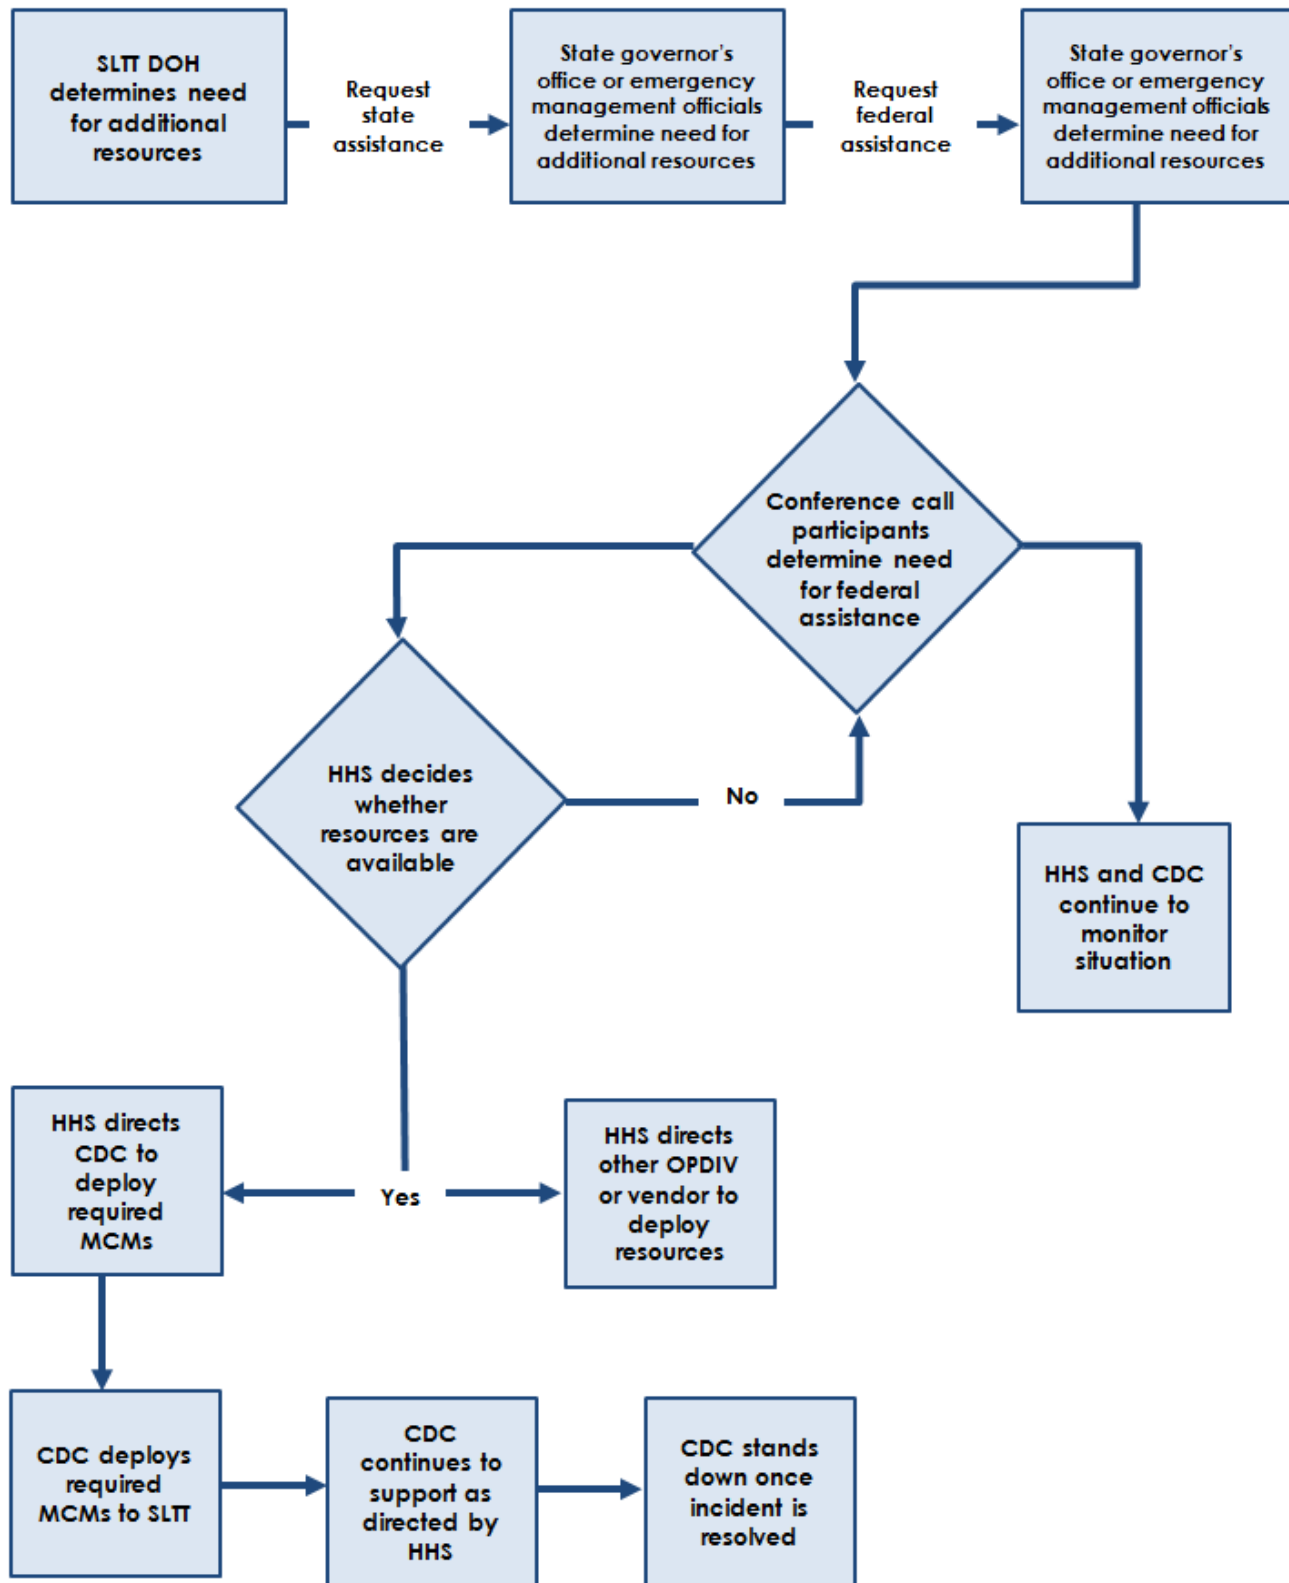 SLTT DOH
determines need
for additional
resources
Request
state
assistance
State governor's
office or emergency
management officials
determine need for
additional resources
Request
federal
assistance
State governor's
office or emergency
management officials
determine need for
additional resources
Conference call
participants
determine need
for federal
assistance
HHS decides
whether
resources are
available
No
HHS and CDC
continue to
monitor
situation
HHS directs
CDC to
deploy
required
MCMs
Yes
HHS directs
other OPDIV
or vendor to
deploy
resources
CDC deploys
required
MCMs to SLTT
CDC
continues to
support as
directed by
HHS
CDC stands
down once
incident is
resolved